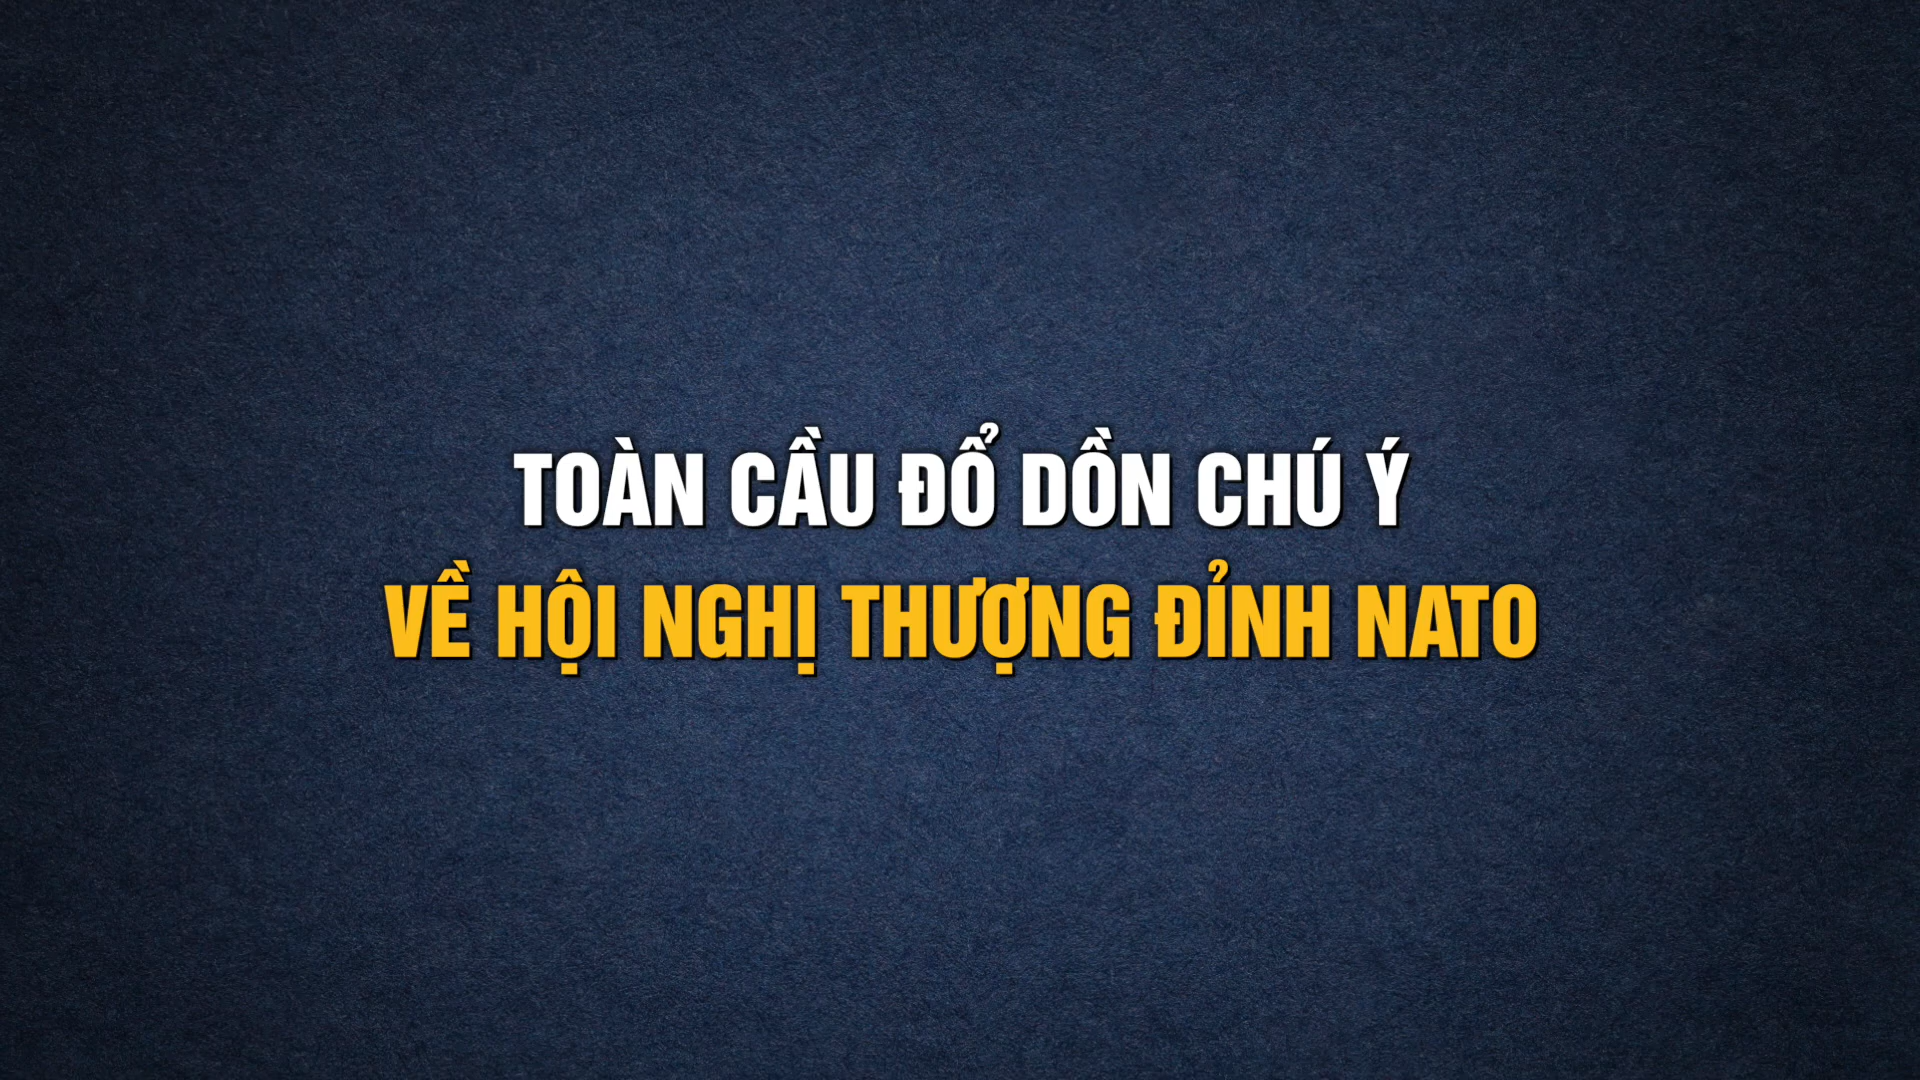 TOÀN CẦU ĐỔ DỒN CHÚ Ý
VỀ HỘI NGHỊ THƯỢNG ĐỈNH NATO